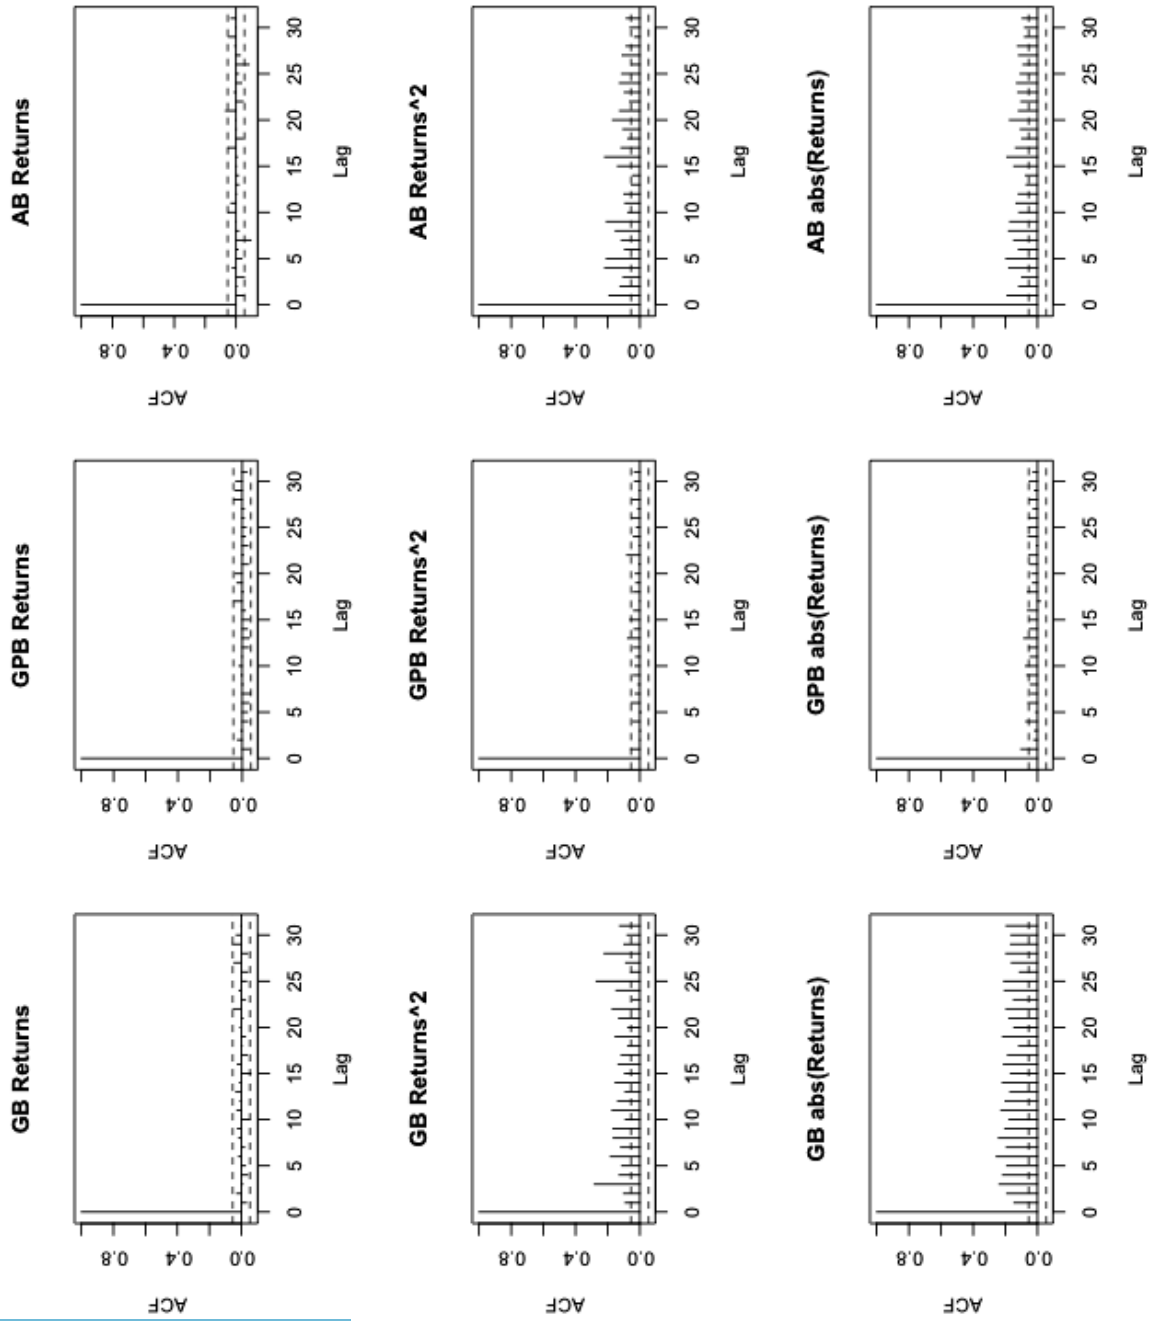 GB Returns
ACF
0.8
0.4
0.0
0 5 10 15 20 25 30
Lag
GPB Returns
ACF
0.8
0.4
0.0
0 5 10 15 20 25 30
Lag
AB Returns
ACF
0.8
0.4
0.0
0 5 10 15 20 25 30
Lag
GB Returns^2
ACF
0.8
0.4
0.0
0 5 10 15 20 25 30
Lag
GPB Returns^2
ACF
0.8
0.4
0.0
0 5 10 15 20 25 30
Lag
AB Returns^2
ACF
0.8
0.4
0.0
0 5 10 15 20 25 30
Lag
GB abs(Returns)
ACF
0.8
0.4
0.0
0 5 10 15 20 25 30
Lag
GPB abs(Returns)
ACF
0.8
0.4
0.0
0 5 10 15 20 25 30
Lag
AB abs(Returns)
ACF
0.8
0.4
0.0
0 5 10 15 20 25 30
Lag